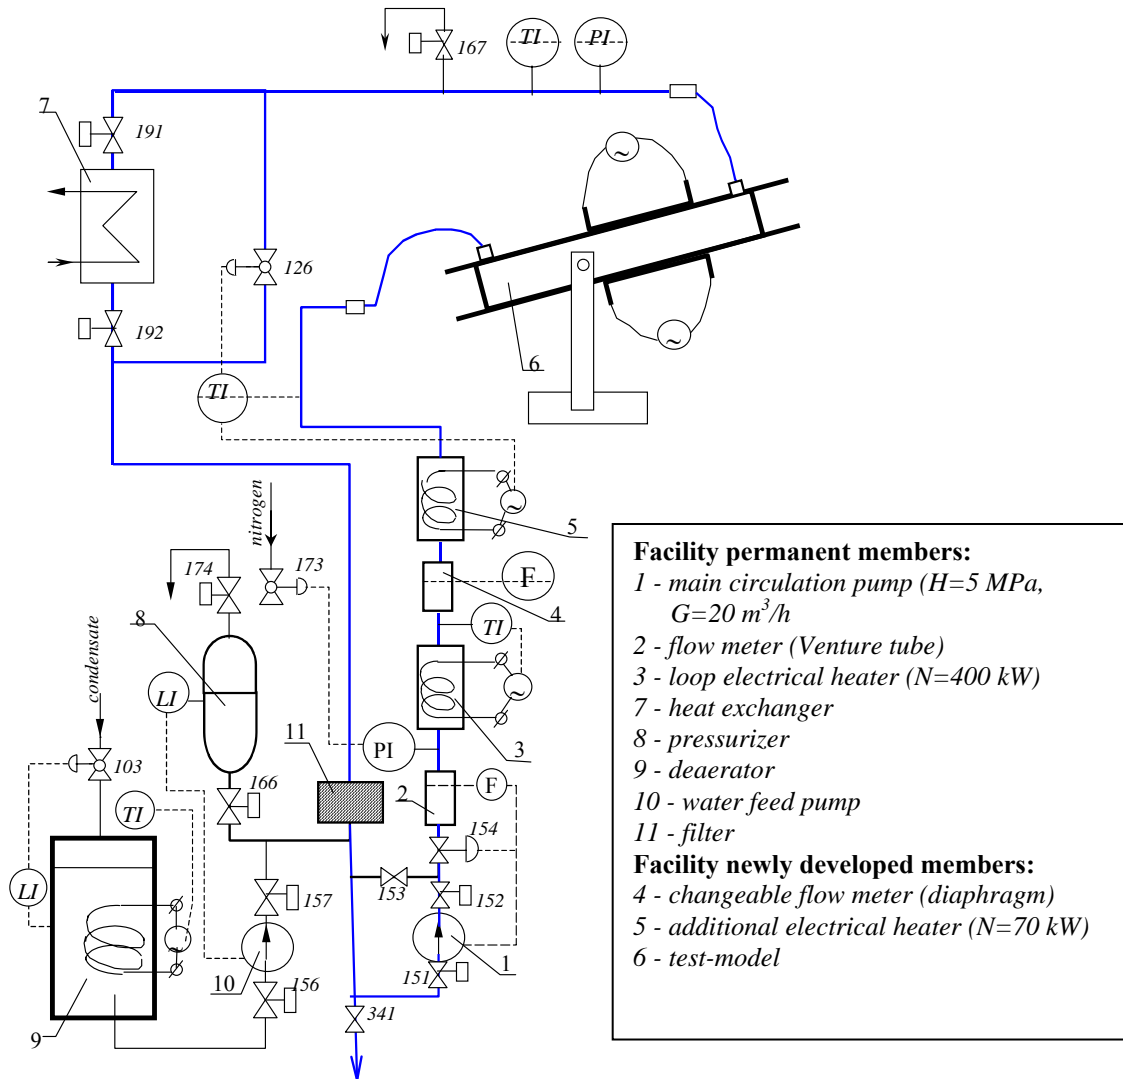 167
TI
PI
7
191
126
192
6
TI
nitrogen
5
174
173
F
4
8
condensate
TI
LI
11
PI
3
103
166
2
F
TI
154
LI
153
152
157
1
151
10
156
341
9
Facility permanent members:
1 - main circulation pump (H=5 MPa,
G=20 m³/h
2 - flow meter (Venture tube)
3 - loop electrical heater (N=400 kW)
7 - heat exchanger
8 - pressurizer
9 - deaerator
10 - water feed pump
11 - filter
Facility newly developed members:
4 - changeable flow meter (diaphragm)
5 - additional electrical heater (N=70 kW)
6 - test-model